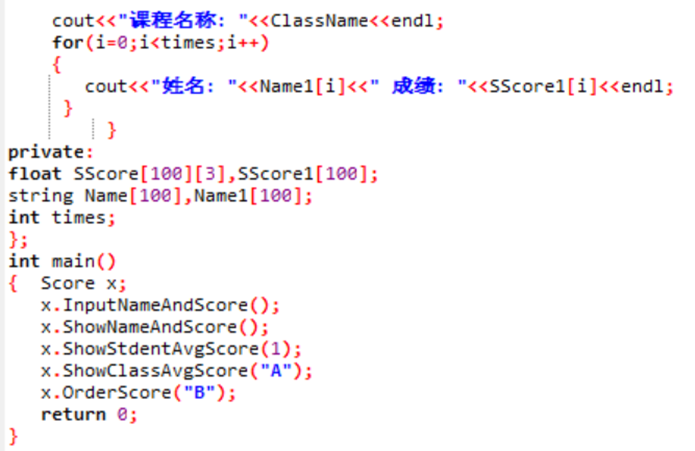 cout<<"课程名称: "<<ClassName<<endl;
for(i=0;i<times;i++)
{
cout<<"姓名: "<<Name1[i]<<" 成绩: "<<SScore1[i]<<endl;
}
}
private:
float SScore[100][3],SScore1[100];
string Name[100],Name1[100];
int times;
};
int main()
{  Score x;
x.InputNameAndScore();
x.ShowNameAndScore();
x.ShowStdentAvgScore(1);
x.ShowClassAvgScore("A");
x.OrderScore("B");
return 0;
}